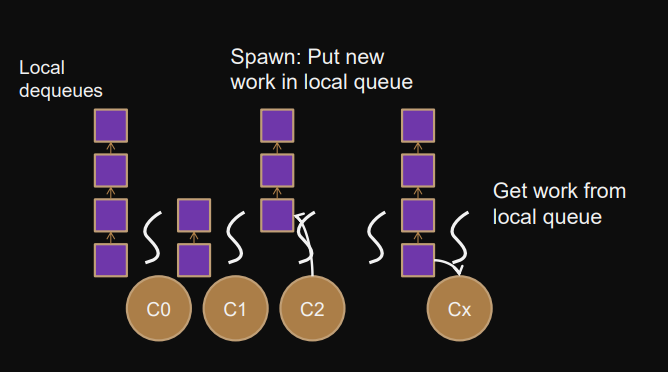 Local
dequeues
Spawn: Put new
work in local queue
Get work from
local queue
C0
C1
C2
Cx